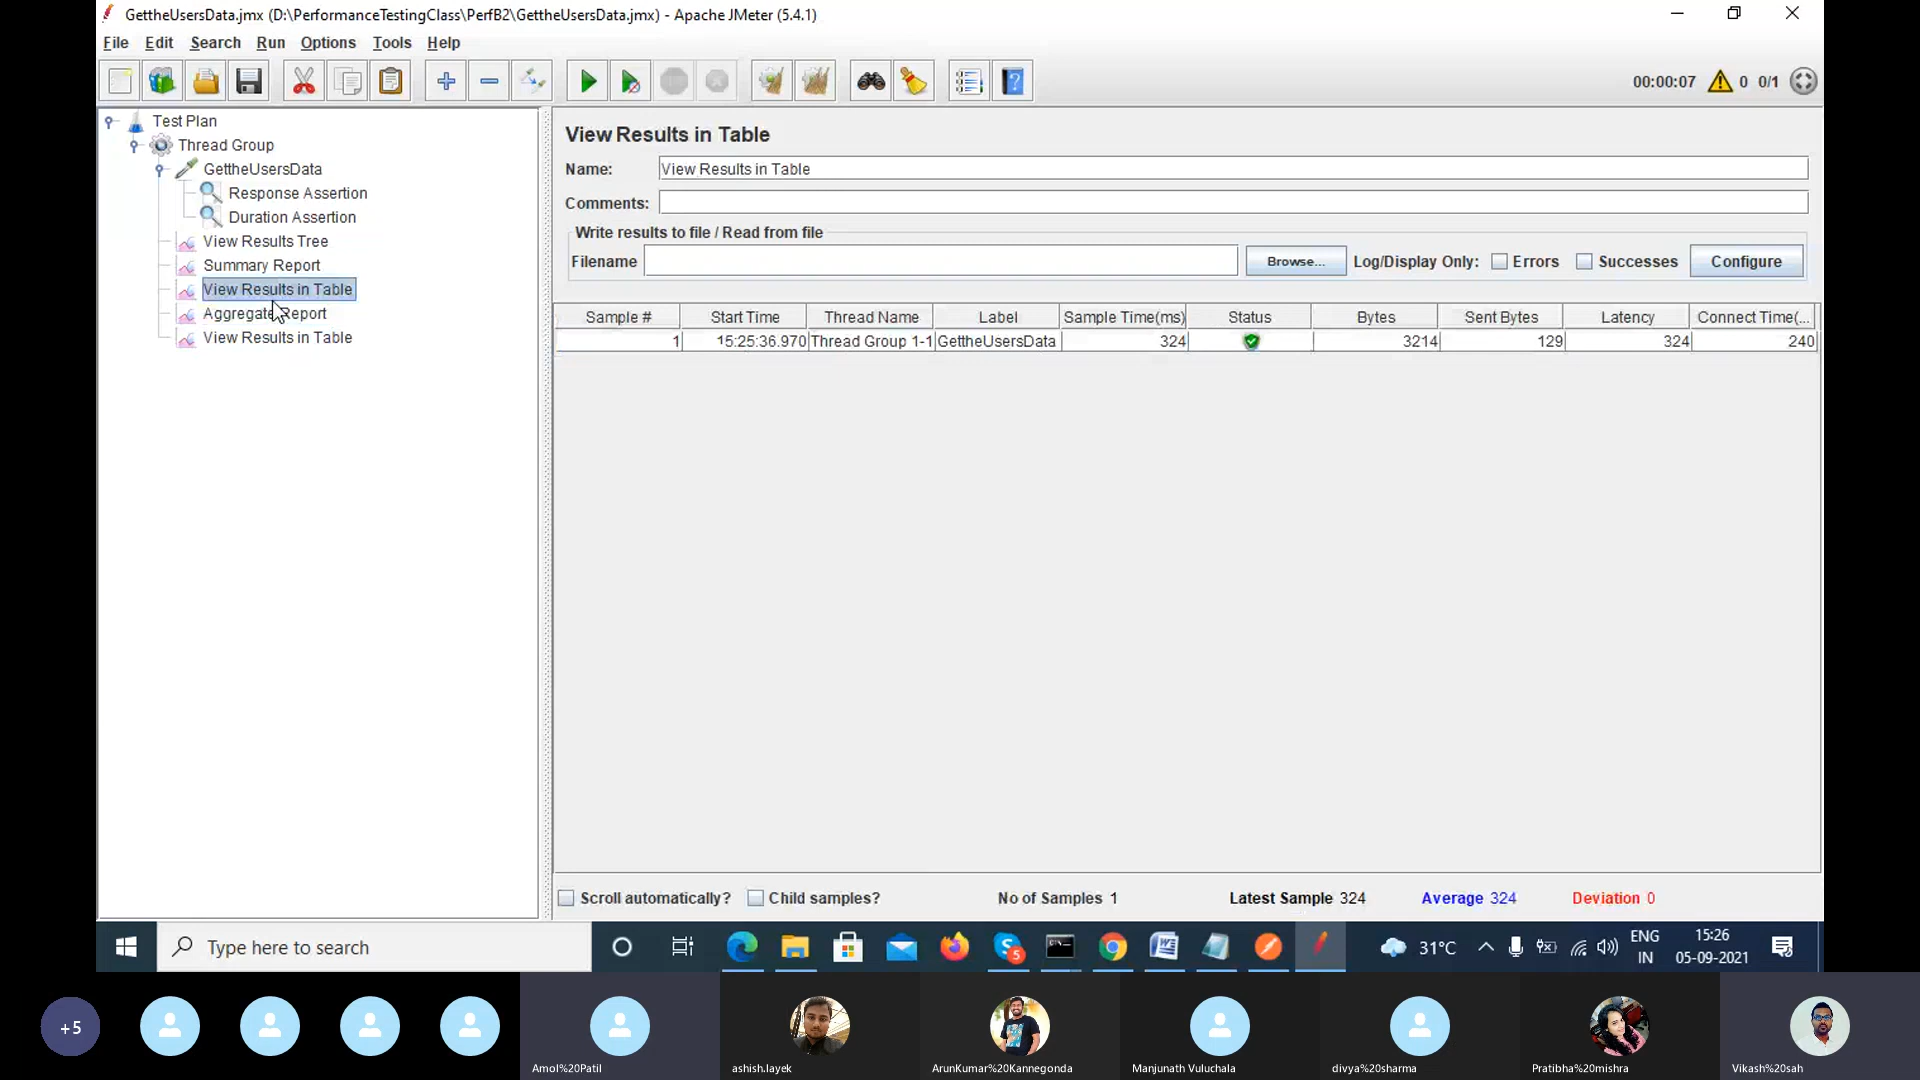 GettheUsersData.jmx (D:\PerformanceTestingClass\PerfB2\GettheUsersData.jmx) - Apache JMeter (5.4.1)
File Edit Search Run Options Tools Help
00:00:07 0 0/1
Test Plan
Thread Group
GettheUsersData
Response Assertion
Duration Assertion
View Results Tree
Summary Report
View Results in Table
Aggregate Report
View Results in Table
View Results in Table
Name: View Results in Table
Comments:
Write results to file / Read from file
Filename Browse... Log/Display Only: Errors Successes Configure
Sample # Start Time Thread Name Label Sample Time(ms) Status Bytes Sent Bytes Latency Connect Time(...
1 15:25:36.970 Thread Group 1-1 GettheUsersData 324 3214 129 324 240
Scroll automatically? Child samples? No of Samples 1 Latest Sample 324 Average 324 Deviation 0
Type here to search
31°C
ENG
IN
15:26
05-09-2021
+5
Amol%20Patil
ashish.layek
ArunKumar%20Kannegonda
Manjunath Vuluchala
divya%20sharma
Pratibha%20mishra
Vikash%20sah